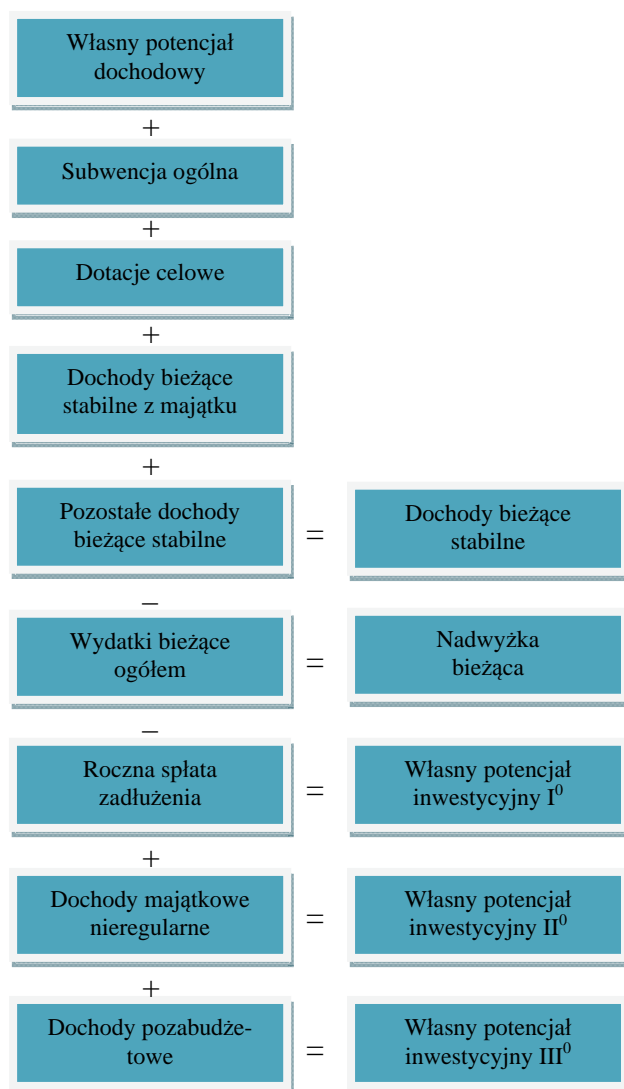 Własny potencjał
dochodowy
+
Subwencja ogólna
+
Dotacje celowe
+
Dochody bieżące
stabilne z majątku
+
Pozostałe dochody
bieżące stabilne
=
Dochody bieżące
stabilne
–
Wydatki bieżące
ogółem
=
Nadwyżka
bieżąca
–
Roczna spłata
zadłużenia
=
Własny potencjał
inwestycyjny I⁰
+
Dochody majątkowe
nieregularne
=
Własny potencjał
inwestycyjny II⁰
+
Dochody pozabudże-
towe
=
Własny potencjał
inwestycyjny III⁰